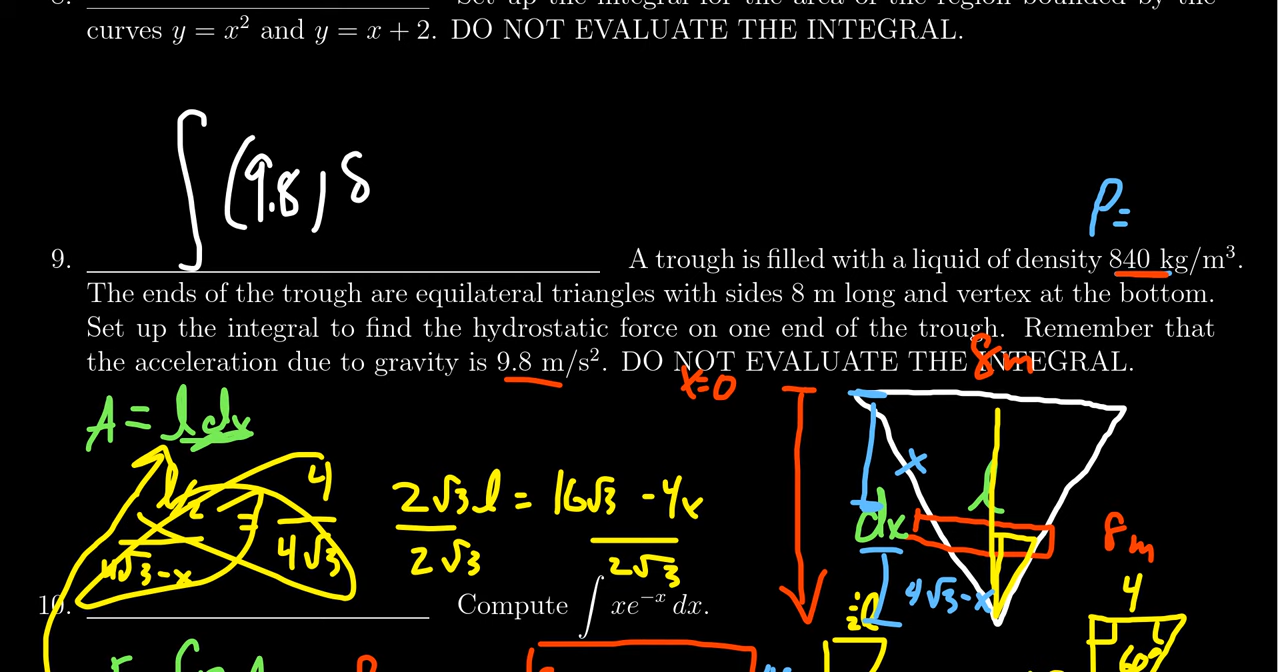 curves y = x² and y = x + 2. DO NOT EVALUATE THE INTEGRAL.
∫ (9.8) 8
P=
9. A trough is filled with a liquid of density 840 kg/m³.
The ends of the trough are equilateral triangles with sides 8 m long and vertex at the bottom.
Set up the integral to find the hydrostatic force on one end of the trough. Remember that
the acceleration due to gravity is 9.8 m/s². DO NOT EVALUATE THE INTEGRAL.
8m
x=0
A = l dx
x
l
l/2 / 4√3-x = 4 / 4√3
2√3 l / 2√3 = 16√3 - 4x / 2√3
dx
8m
4√3-x
4
½l
60°
10. Compute ∫ xe⁻ˣ dx.